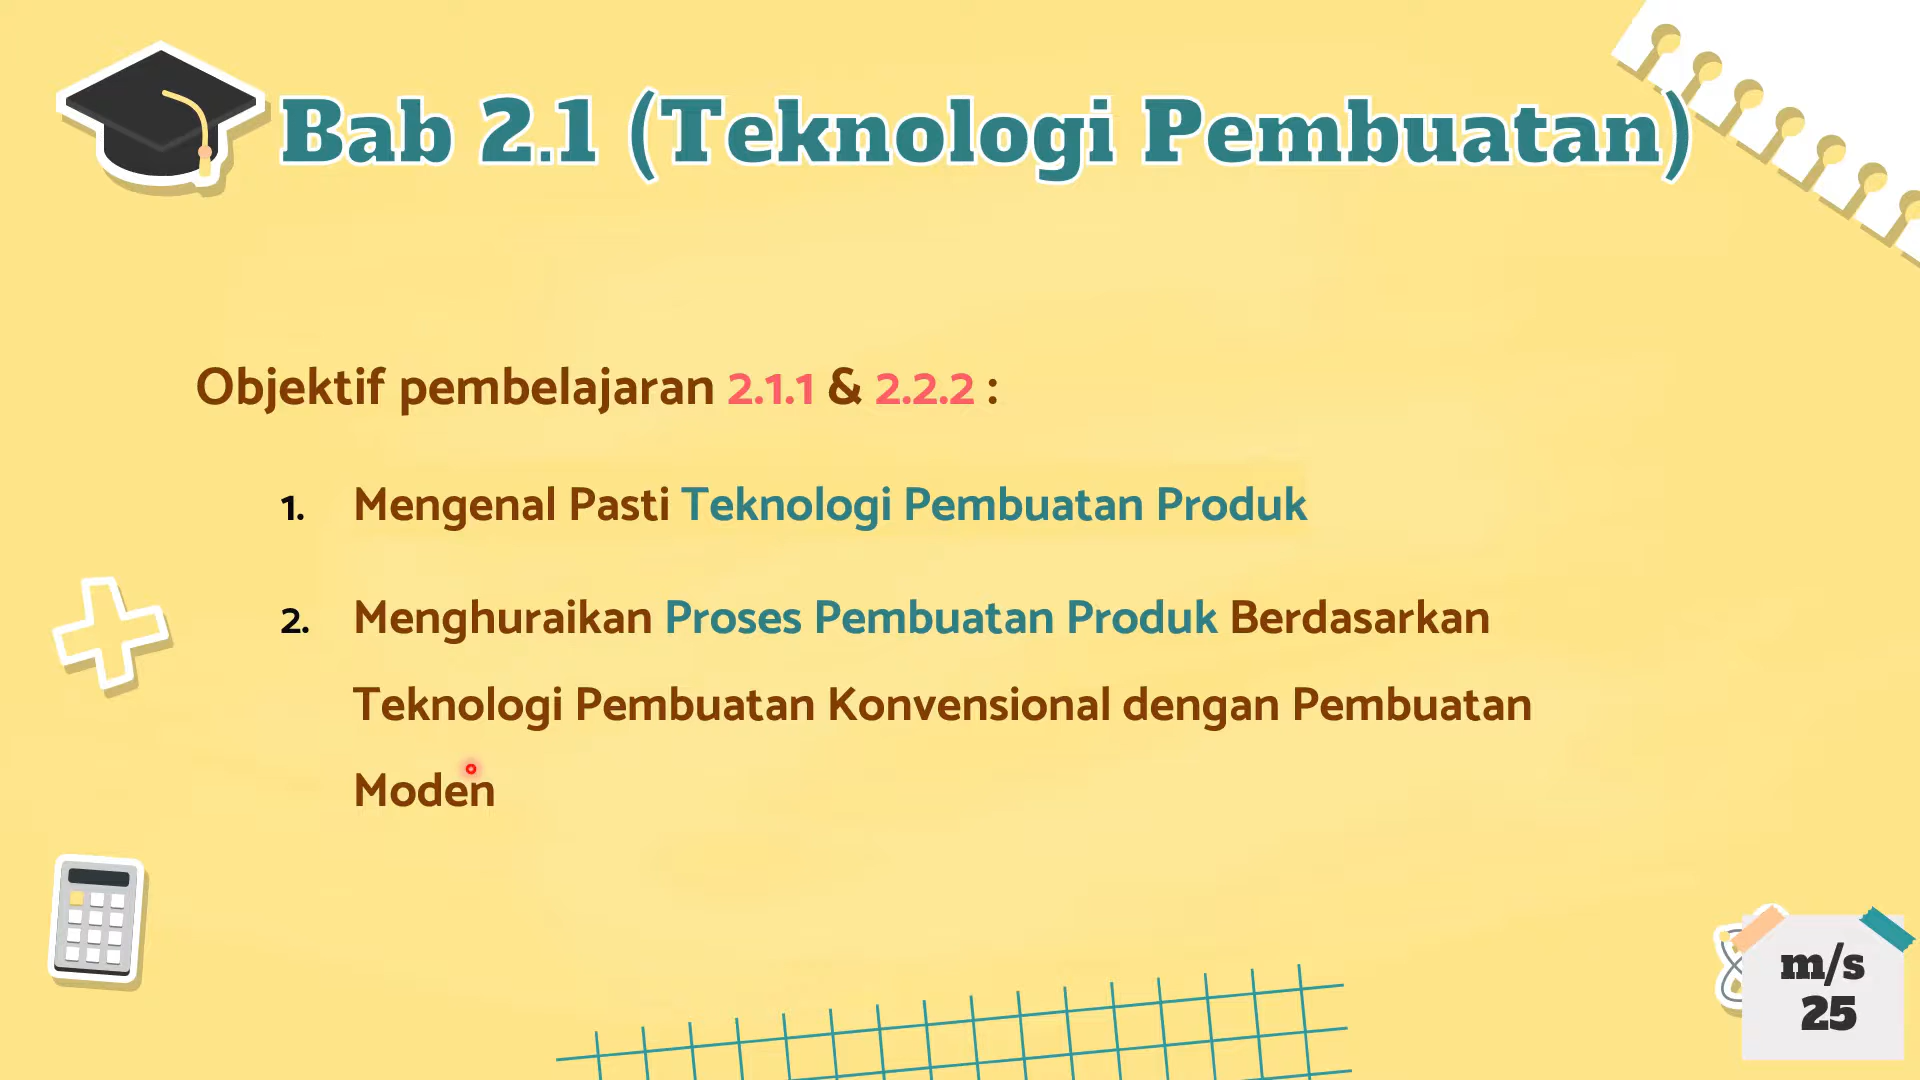 Bab 2.1 (Teknologi Pembuatan)
Objektif pembelajaran 2.1.1 & 2.2.2 :
1. Mengenal Pasti Teknologi Pembuatan Produk
2. Menghuraikan Proses Pembuatan Produk Berdasarkan
Teknologi Pembuatan Konvensional dengan Pembuatan
Moden
m/s
25